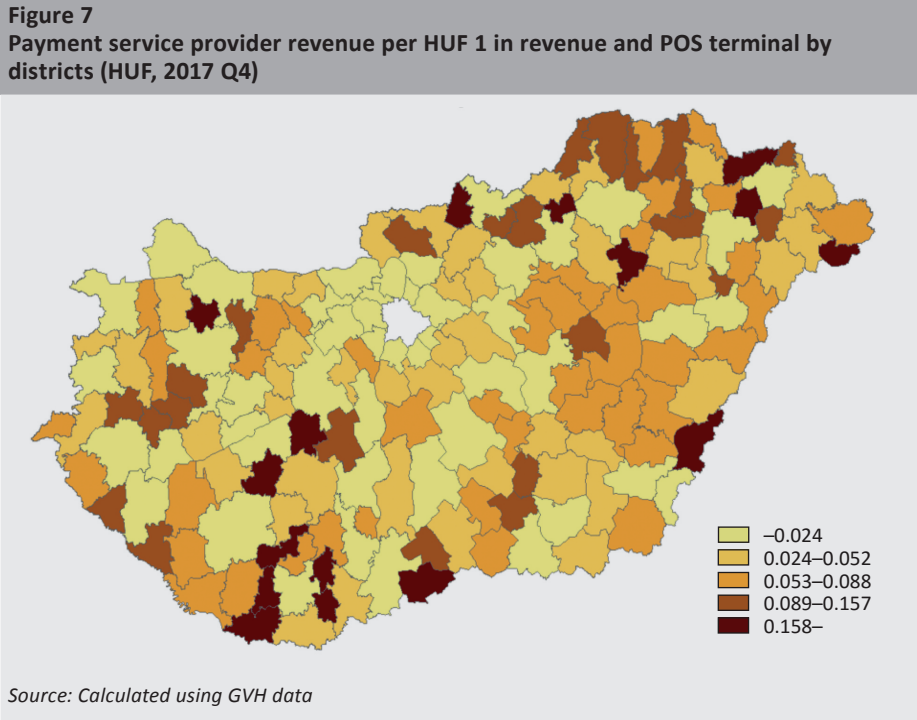 Figure 7
Payment service provider revenue per HUF 1 in revenue and POS terminal by
districts (HUF, 2017 Q4)
–0.024
0.024–0.052
0.053–0.088
0.089–0.157
0.158–
Source: Calculated using GVH data